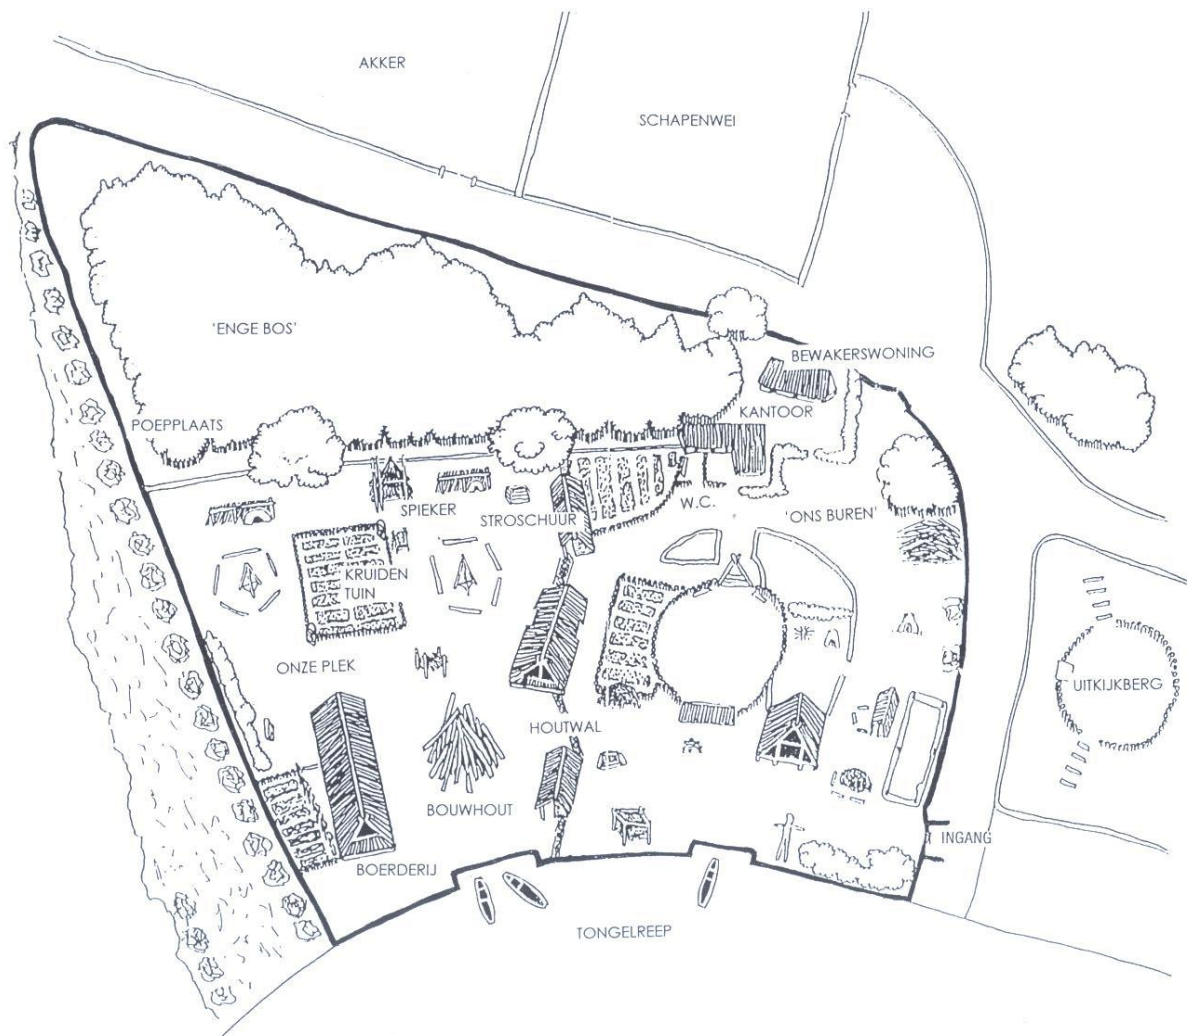 AKKER
SCHAPENWEI
'ENGE BOS'
BEWAKERSWONING
KANTOOR
POEPPLAATS
SPIEKER
STROSCHUUR
W.C.
'ONS BUREN'
KRUIDEN
TUIN
ONZE PLEK
UITKIJKBERG
HOUTWAL
BOUWHOUT
INGANG
BOERDERIJ
TONGELREEP